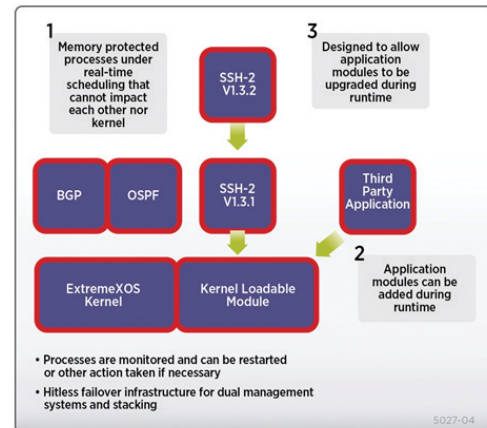 1
Memory protected
processes under
real-time
scheduling that
cannot impact
each other nor
kernel
SSH-2
V1.3.2
3
Designed to allow
application
modules to be
upgraded during
runtime
BGP
OSPF
SSH-2
V1.3.1
Third
Party
Application
ExtremeXOS
Kernel
Kernel Loadable
Module
2
Application
modules can be
added during
runtime
• Processes are monitored and can be restarted
or other action taken if necessary
• Hitless failover infrastructure for dual management
systems and stacking
5027-04